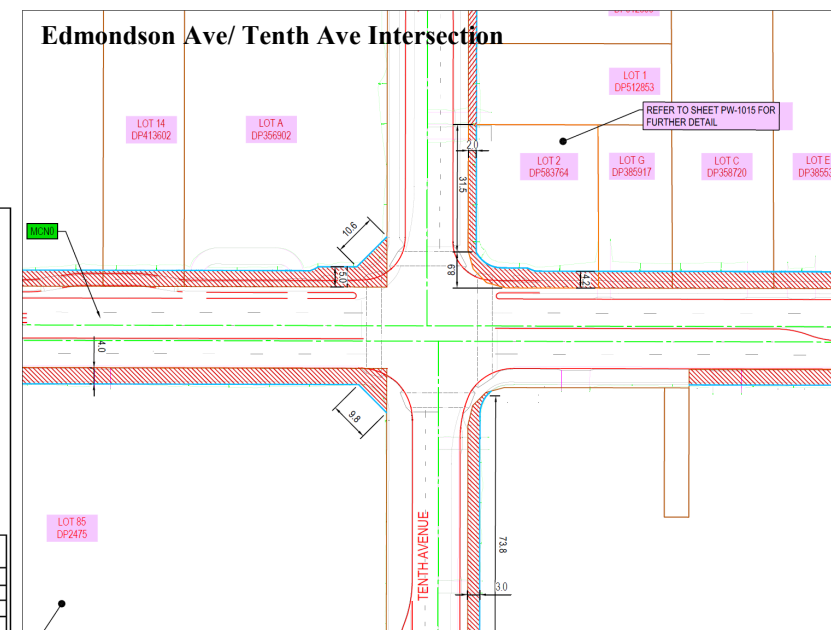 Edmondson Ave/ Tenth Ave Intersection
LOT 1
DP512853
REFER TO SHEET PW-1015 FOR
FURTHER DETAIL
LOT 14
DP413602
LOT A
DP356902
LOT 2
DP583764
LOT G
DP385917
LOT C
DP358720
LOT E
DP38553
2.0
31.5
10.6
MCN0
6.8
5.0
4.2
4.0
9.8
LOT 85
DP2475
TENTH AVENUE
73.8
3.0